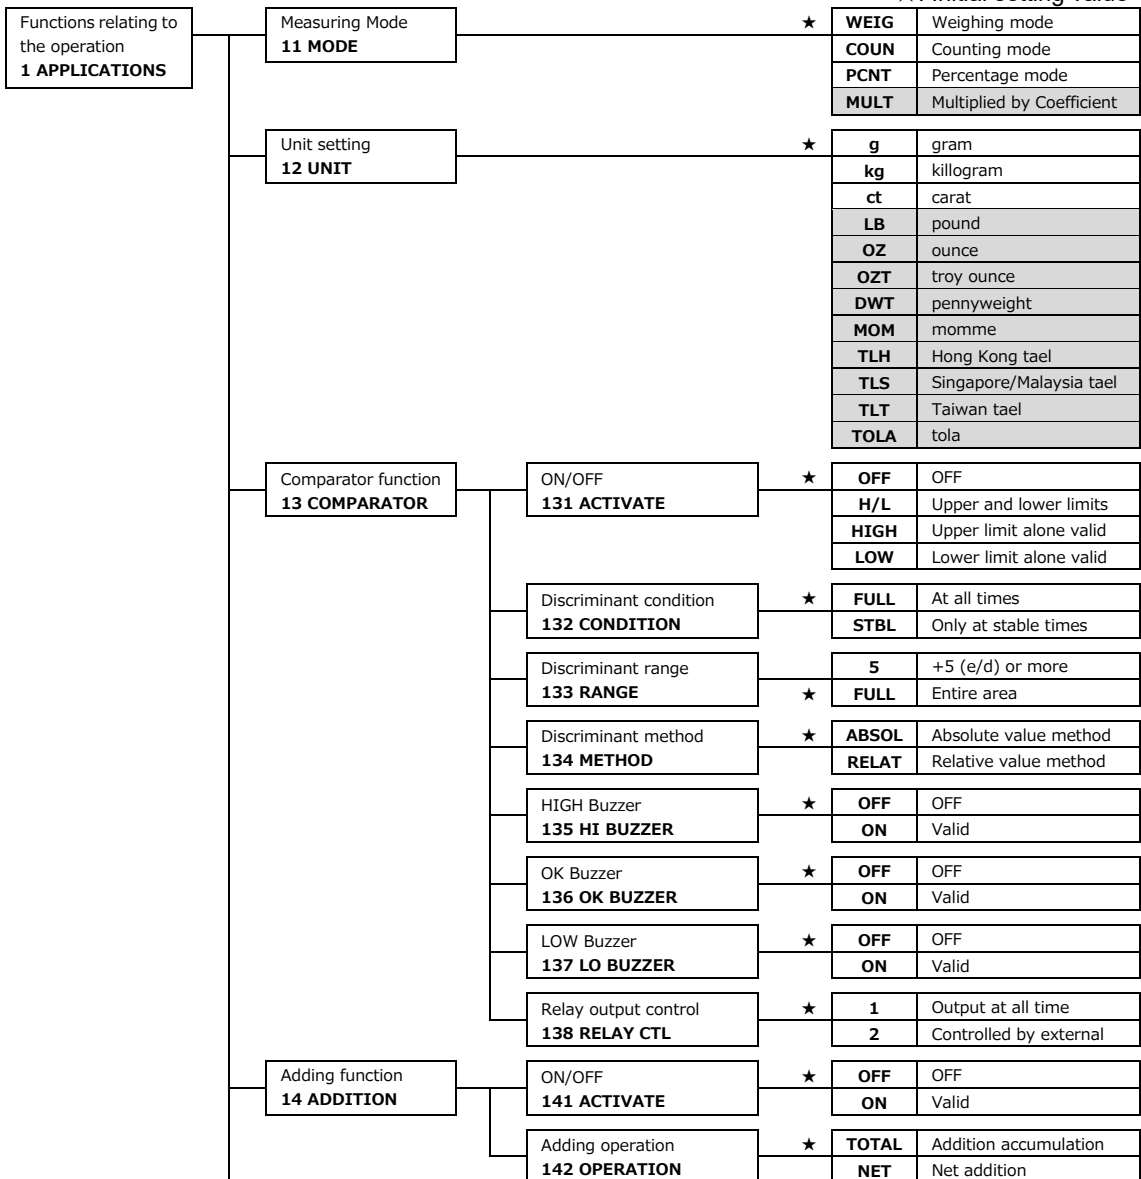 ★ : Initial setting value
Functions relating to
the operation
1 APPLICATIONS
Measuring Mode
11 MODE
★ WEIG Weighing mode
COUN Counting mode
PCNT Percentage mode
MULT Multiplied by Coefficient
Unit setting
12 UNIT
★ g gram
kg killogram
ct carat
LB pound
OZ ounce
OZT troy ounce
DWT pennyweight
MOM momme
TLH Hong Kong tael
TLS Singapore/Malaysia tael
TLT Taiwan tael
TOLA tola
Comparator function
13 COMPARATOR
ON/OFF
131 ACTIVATE
★ OFF OFF
H/L Upper and lower limits
HIGH Upper limit alone valid
LOW Lower limit alone valid
Discriminant condition
132 CONDITION
★ FULL At all times
STBL Only at stable times
Discriminant range
133 RANGE
5 +5 (e/d) or more
★ FULL Entire area
Discriminant method
134 METHOD
★ ABSOL Absolute value method
RELAT Relative value method
HIGH Buzzer
135 HI BUZZER
★ OFF OFF
ON Valid
OK Buzzer
136 OK BUZZER
★ OFF OFF
ON Valid
LOW Buzzer
137 LO BUZZER
★ OFF OFF
ON Valid
Relay output control
138 RELAY CTL
★ 1 Output at all time
2 Controlled by external
Adding function
14 ADDITION
ON/OFF
141 ACTIVATE
★ OFF OFF
ON Valid
Adding operation
142 OPERATION
★ TOTAL Addition accumulation
NET Net addition